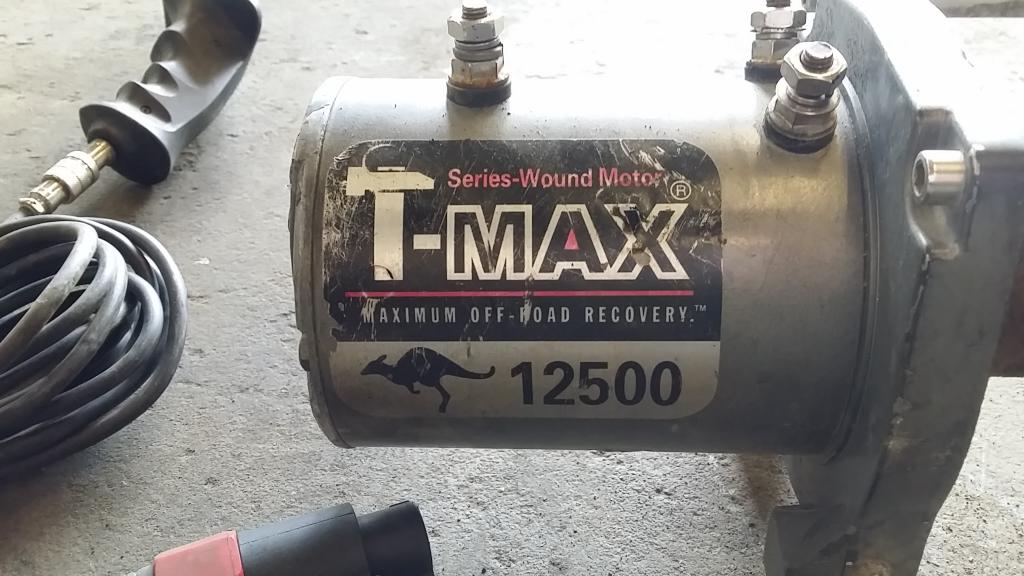 Series-Wound Motor
T-MAX®
MAXIMUM OFF-ROAD RECOVERY.™
12500